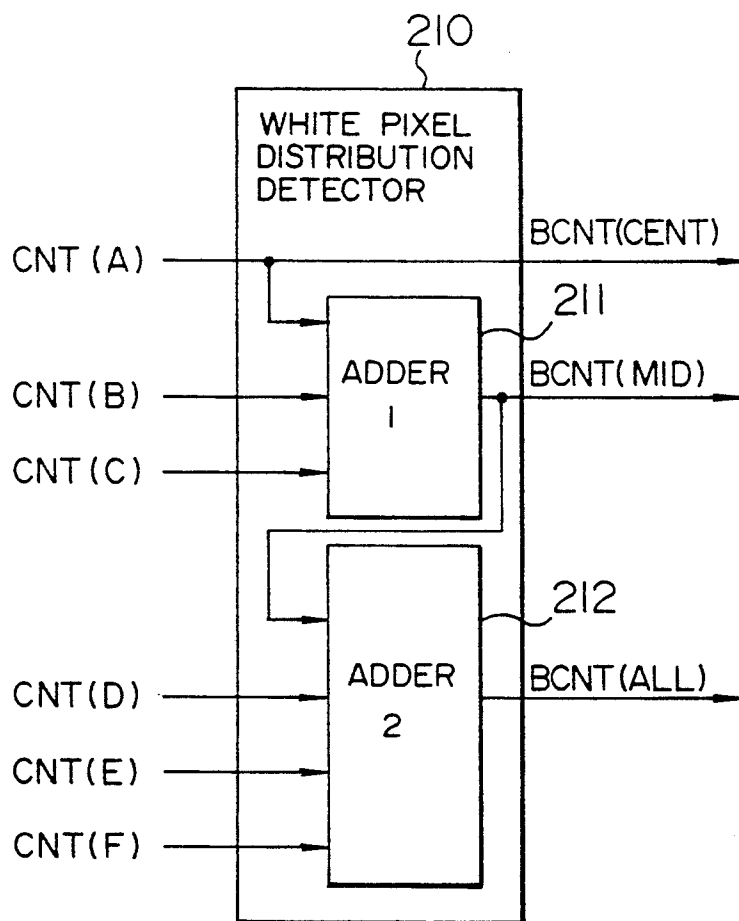 210
WHITE PIXEL
DISTRIBUTION
DETECTOR
CNT(A)
BCNT(CENT)
211
ADDER
1
CNT(B)
BCNT(MID)
CNT(C)
212
ADDER
2
CNT(D)
BCNT(ALL)
CNT(E)
CNT(F)